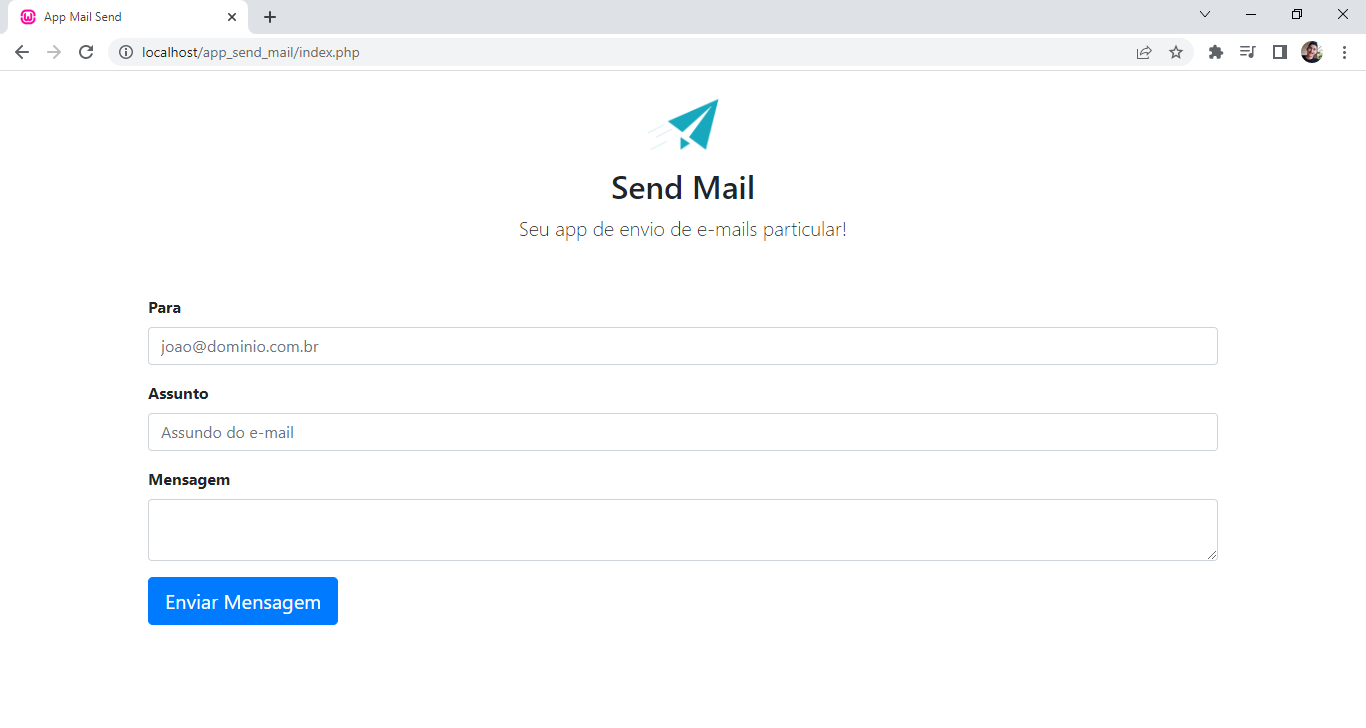 App Mail Send
localhost/app_send_mail/index.php
Send Mail
Seu app de envio de e-mails particular!
Para
joao@dominio.com.br
Assunto
Assundo do e-mail
Mensagem
Enviar Mensagem